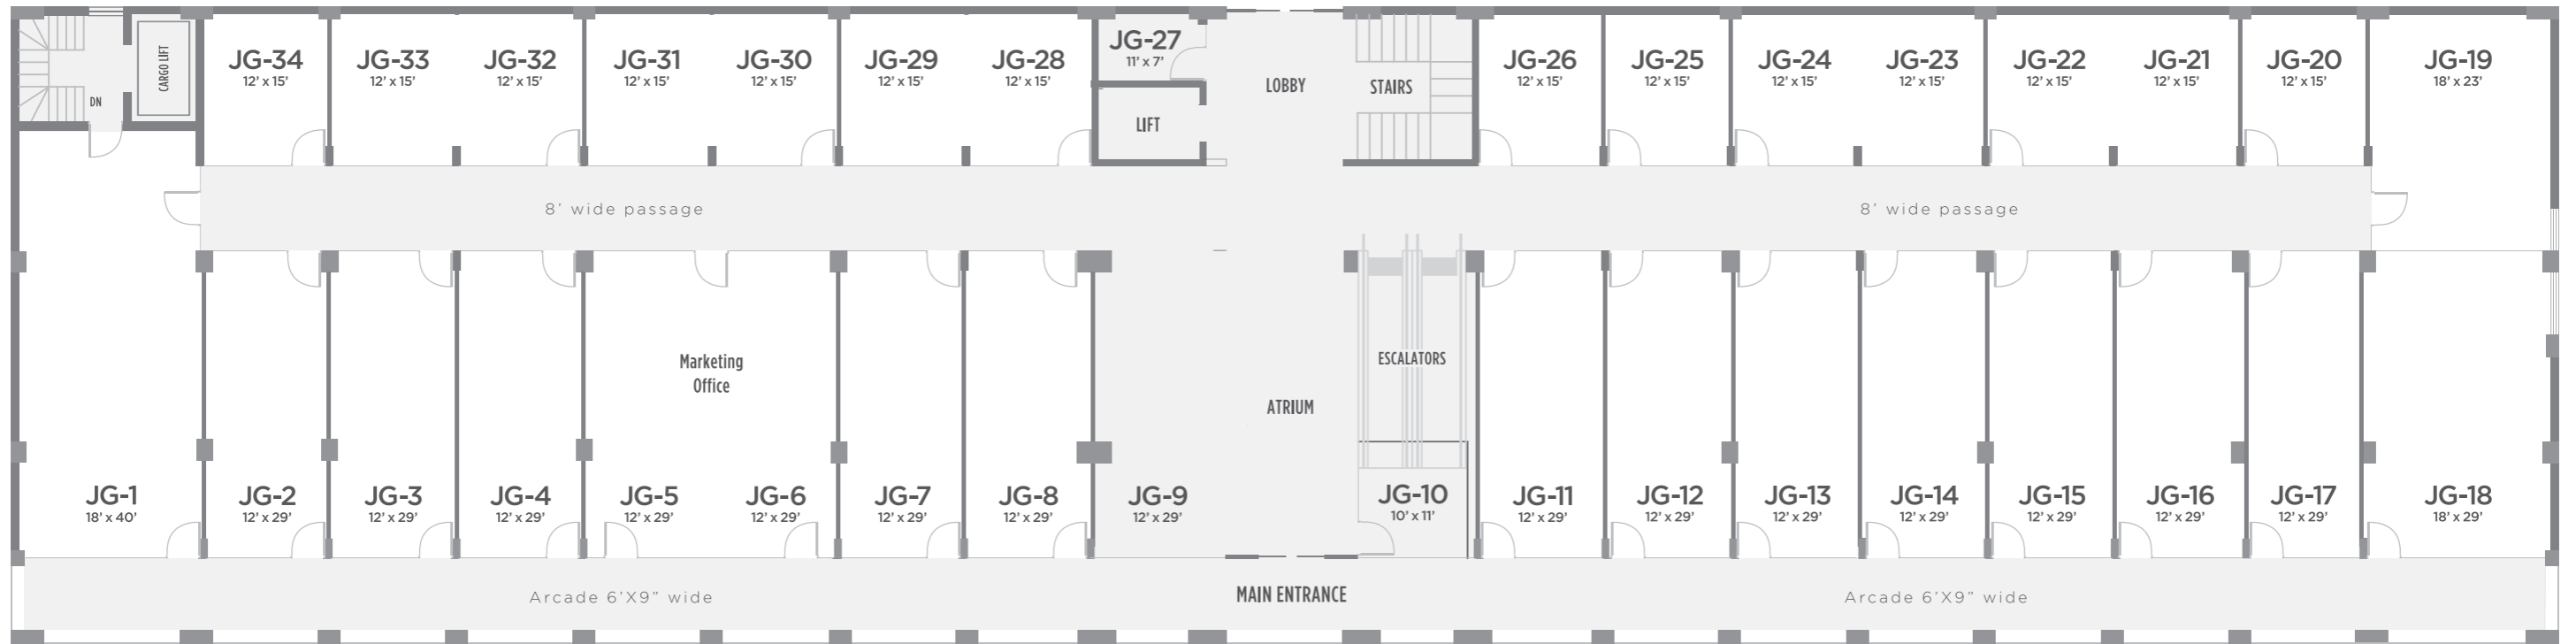 JG-34
12' x 15'
JG-33
12' x 15'
JG-32
12' x 15'
JG-31
12' x 15'
JG-30
12' x 15'
JG-29
12' x 15'
JG-28
12' x 15'
JG-27
11' x 7'
JG-26
12' x 15'
JG-25
12' x 15'
JG-24
12' x 15'
JG-23
12' x 15'
JG-22
12' x 15'
JG-21
12' x 15'
JG-20
12' x 15'
JG-19
18' x 23'
CARGO LIFT
DN
LIFT
LOBBY
STAIRS
8' wide passage
8' wide passage
Marketing
Office
ESCALATORS
ATRIUM
JG-1
18' x 40'
JG-2
12' x 29'
JG-3
12' x 29'
JG-4
12' x 29'
JG-5
12' x 29'
JG-6
12' x 29'
JG-7
12' x 29'
JG-8
12' x 29'
JG-9
12' x 29'
JG-10
10' x 11'
JG-11
12' x 29'
JG-12
12' x 29'
JG-13
12' x 29'
JG-14
12' x 29'
JG-15
12' x 29'
JG-16
12' x 29'
JG-17
12' x 29'
JG-18
18' x 29'
Arcade 6'X9" wide
MAIN ENTRANCE
Arcade 6'X9" wide